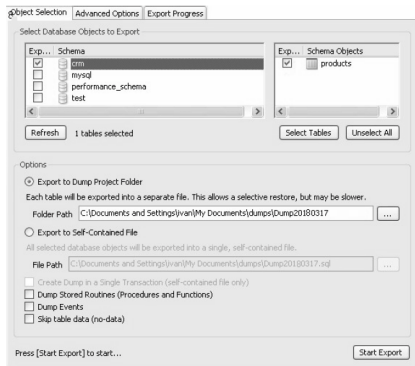 Object Selection Advanced Options Export Progress
Select Database Objects to Export
Exp... Schema
crm
mysql
performance_schema
test
Exp... Schema Objects
products
Refresh 1 tables selected Select Tables Unselect All
Options
Export to Dump Project Folder
Each table will be exported into a separate file. This allows a selective restore, but may be slower.
Folder Path C:\Documents and Settings\ivan\My Documents\dumps\Dump20180317 ...
Export to Self-Contained File
All selected database objects will be exported into a single, self-contained file.
File Path C:\Documents and Settings\ivan\My Documents\dumps\Dump20180317.sql ...
Create Dump in a Single Transaction (self-contained file only)
Dump Stored Routines (Procedures and Functions)
Dump Events
Skip table data (no-data)
Press [Start Export] to start... Start Export